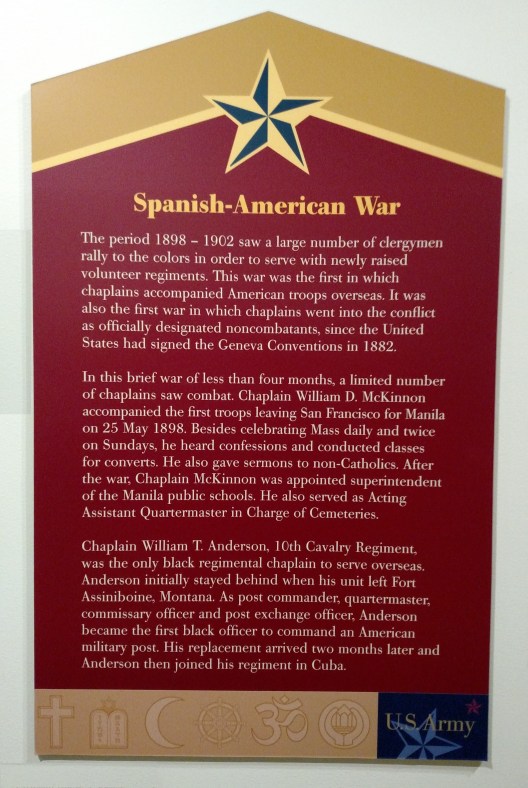 Spanish-American War
The period 1898 – 1902 saw a large number of clergymen
rally to the colors in order to serve with newly raised
volunteer regiments. This war was the first in which
chaplains accompanied American troops overseas. It was
also the first war in which chaplains went into the conflict
as officially designated noncombatants, since the United
States had signed the Geneva Conventions in 1882.
In this brief war of less than four months, a limited number
of chaplains saw combat. Chaplain William D. McKinnon
accompanied the first troops leaving San Francisco for Manila
on 25 May 1898. Besides celebrating Mass daily and twice
on Sundays, he heard confessions and conducted classes
for converts. He also gave sermons to non-Catholics. After
the war, Chaplain McKinnon was appointed superintendent
of the Manila public schools. He also served as Acting
Assistant Quartermaster in Charge of Cemeteries.
Chaplain William T. Anderson, 10th Cavalry Regiment,
was the only black regimental chaplain to serve overseas.
Anderson initially stayed behind when his unit left Fort
Assiniboine, Montana. As post commander, quartermaster,
commissary officer and post exchange officer, Anderson
became the first black officer to command an American
military post. His replacement arrived two months later and
Anderson then joined his regiment in Cuba.
ॐ
U.S. Army